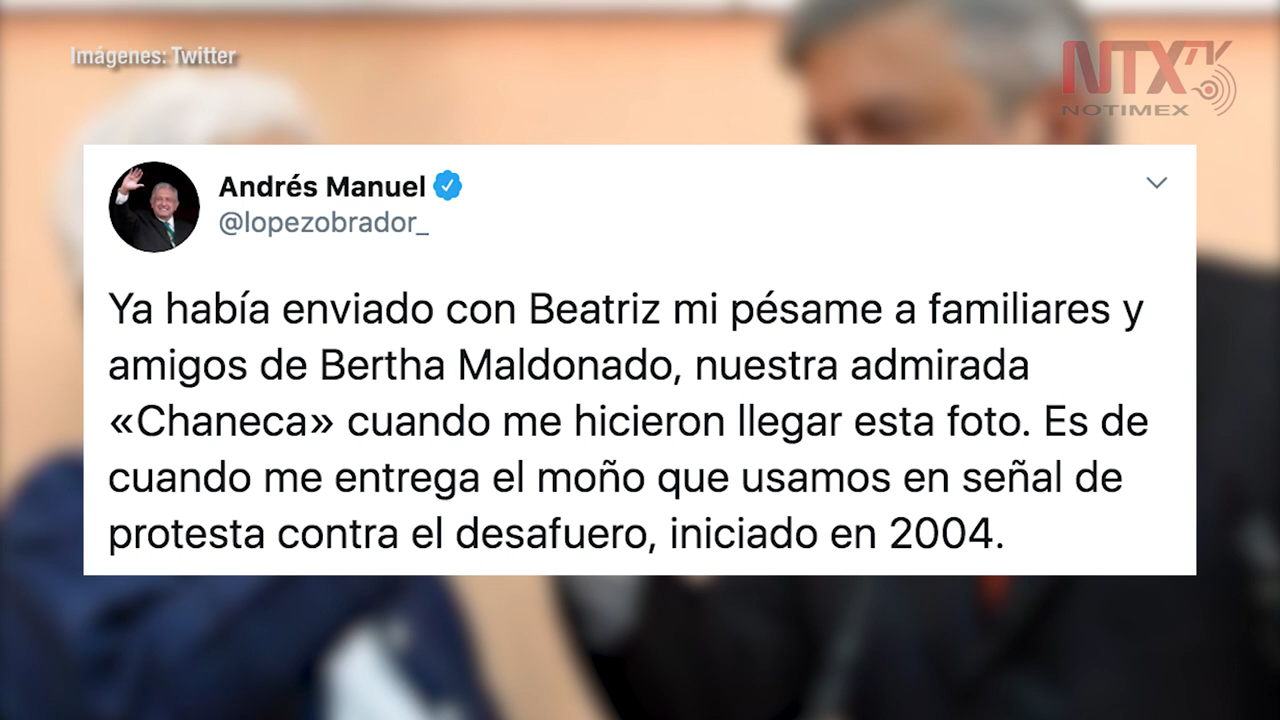 Imágenes: Twitter
NTXTV
NOTIMEX
Andrés Manuel
@lopezobrador_
Ya había enviado con Beatriz mi pésame a familiares y
amigos de Bertha Maldonado, nuestra admirada
«Chaneca» cuando me hicieron llegar esta foto. Es de
cuando me entrega el moño que usamos en señal de
protesta contra el desafuero, iniciado en 2004.